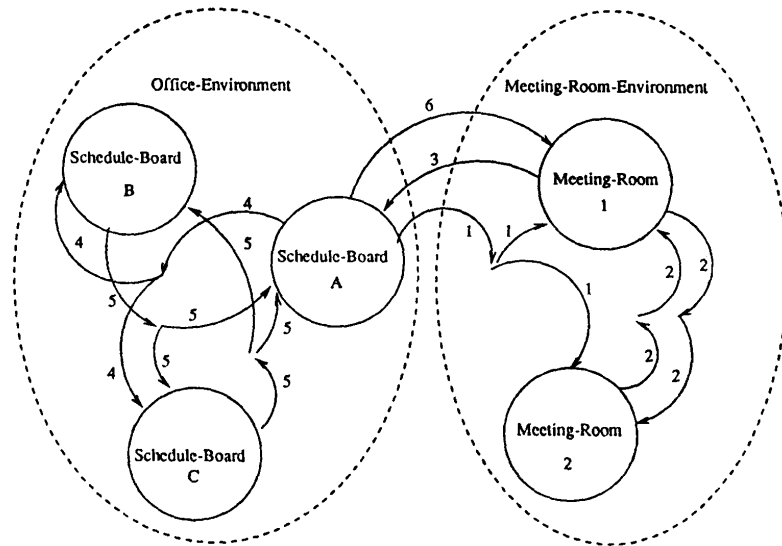 Office-Environment
Meeting-Room-Environment
6
Schedule-Board
B
3
Meeting-Room
1
4
4
1
1
5
Schedule-Board
A
2
2
5
5
1
5
4
5
5
2
2
Schedule-Board
C
Meeting-Room
2